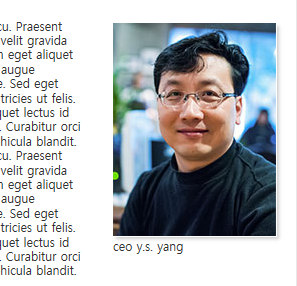 cu. Praesent
velit gravida
n eget aliquet
augue
e. Sed eget
tricies ut felis.
quet lectus id
. Curabitur orci
hicula blandit.
cu. Praesent
velit gravida
n eget aliquet
augue
e. Sed eget
tricies ut felis.
quet lectus id
. Curabitur orci
hicula blandit.
ceo y.s. yang